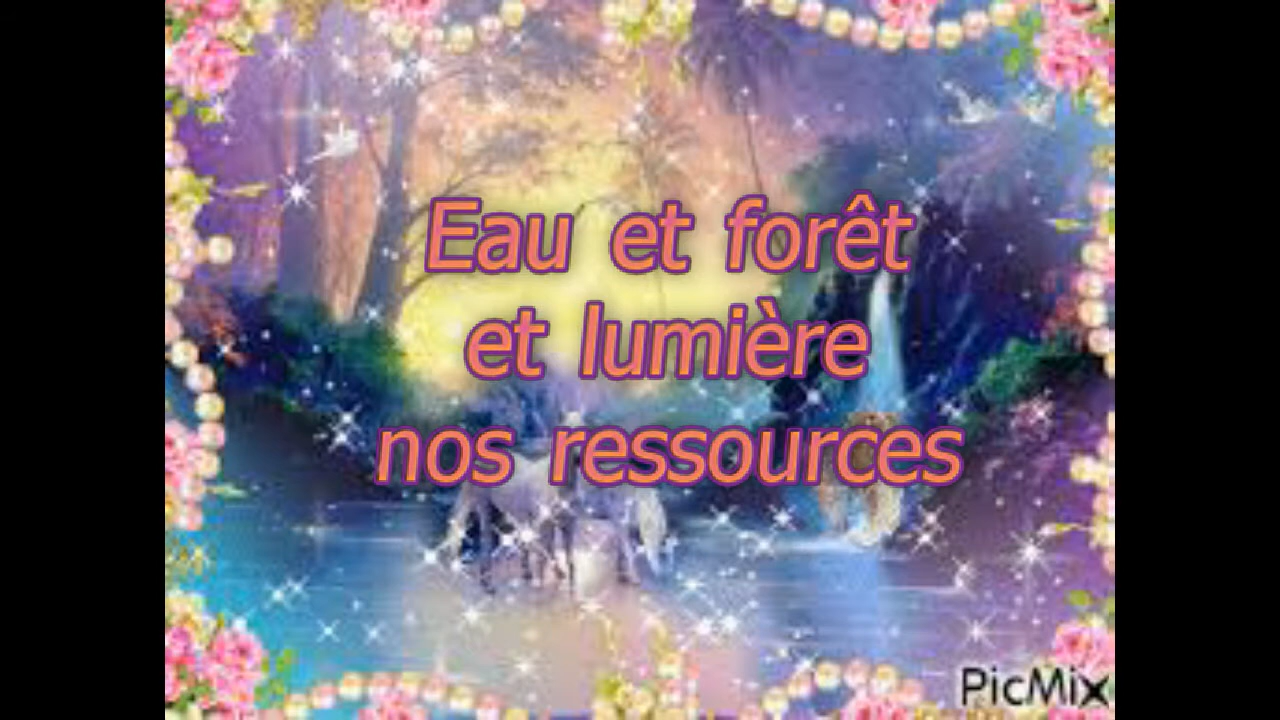 Eau et forêt
et lumière
nos ressources
PicMix